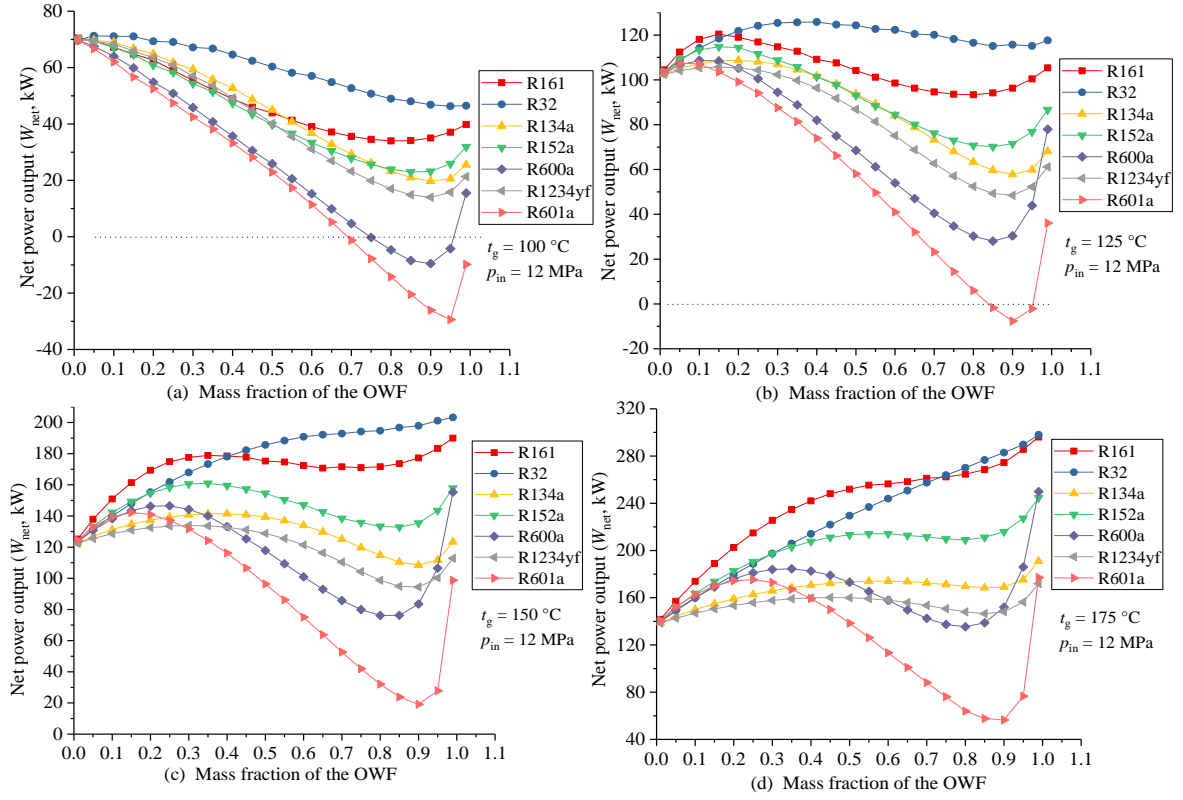 Net power output (Wnet, kW)
80
60
40
20
0
-20
-40
R161
R32
R134a
R152a
R600a
R1234yf
R601a
tg = 100 °C
pin = 12 MPa
0.0 0.1 0.2 0.3 0.4 0.5 0.6 0.7 0.8 0.9 1.0 1.1
(a) Mass fraction of the OWF
Net power output (Wnet, kW)
120
100
80
60
40
20
0
-20
R161
R32
R134a
R152a
R600a
R1234yf
R601a
tg = 125 °C
pin = 12 MPa
0.0 0.1 0.2 0.3 0.4 0.5 0.6 0.7 0.8 0.9 1.0 1.1
(b) Mass fraction of the OWF
Net power output (Wnet, kW)
200
180
160
140
120
100
80
60
40
20
0
R161
R32
R134a
R152a
R600a
R1234yf
R601a
tg = 150 °C
pin = 12 MPa
0.0 0.1 0.2 0.3 0.4 0.5 0.6 0.7 0.8 0.9 1.0 1.1
(c) Mass fraction of the OWF
Net power output (Wnet, kW)
320
280
240
200
160
120
80
40
R161
R32
R134a
R152a
R600a
R1234yf
R601a
tg = 175 °C
pin = 12 MPa
0.0 0.1 0.2 0.3 0.4 0.5 0.6 0.7 0.8 0.9 1.0 1.1
(d) Mass fraction of the OWF